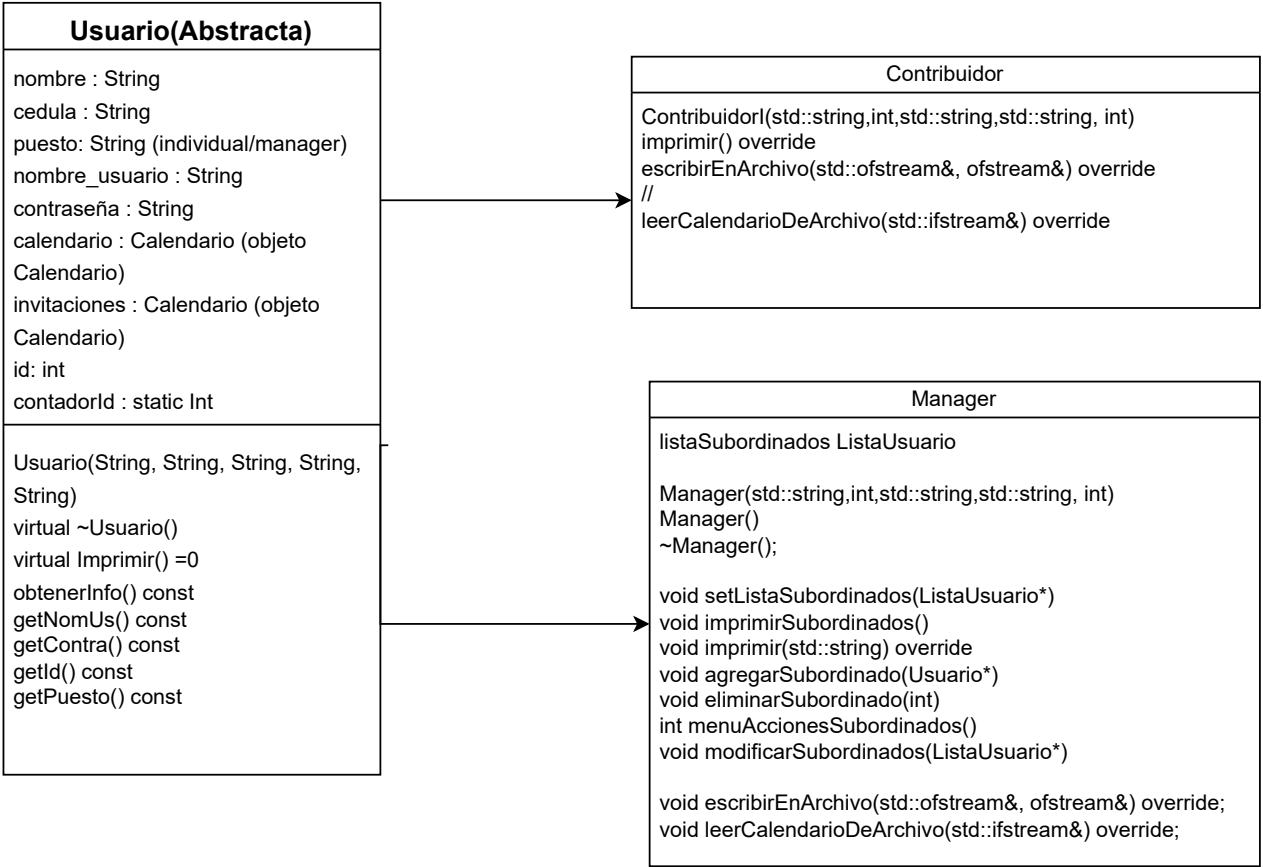 Usuario(Abstracta)
nombre : String
cedula : String
puesto: String (individual/manager)
nombre_usuario : String
contraseña : String
calendario : Calendario (objeto
Calendario)
invitaciones : Calendario (objeto
Calendario)
id: int
contadorId : static Int
Usuario(String, String, String, String,
String)
virtual ~Usuario()
virtual Imprimir() =0
obtenerInfo() const
getNomUs() const
getContra() const
getId() const
getPuesto() const
Contribuidor
ContribuidorI(std::string,int,std::string,std::string, int)
imprimir() override
escribirEnArchivo(std::ofstream&, ofstream&) override
//
leerCalendarioDeArchivo(std::ifstream&) override
Manager
listaSubordinados ListaUsuario
Manager(std::string,int,std::string,std::string, int)
Manager()
~Manager();
void setListaSubordinados(ListaUsuario*)
void imprimirSubordinados()
void imprimir(std::string) override
void agregarSubordinado(Usuario*)
void eliminarSubordinado(int)
int menuAccionesSubordinados()
void modificarSubordinados(ListaUsuario*)
void escribirEnArchivo(std::ofstream&, ofstream&) override;
void leerCalendarioDeArchivo(std::ifstream&) override;